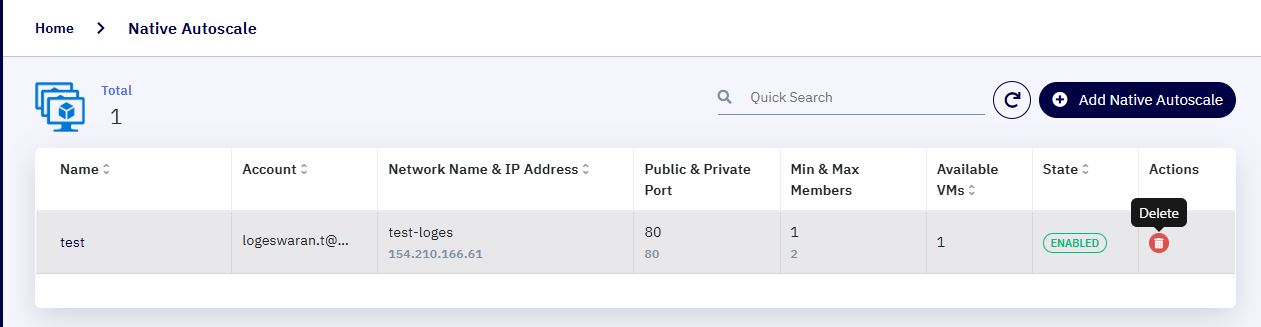 Home > Native Autoscale
Total
1
Quick Search
Add Native Autoscale
Name Account Network Name & IP Address Public & Private Port Min & Max Members Available VMs State Actions
Delete
test logeswaran.t@... test-loges 80 1 1 ENABLED
154.210.166.61 80 2